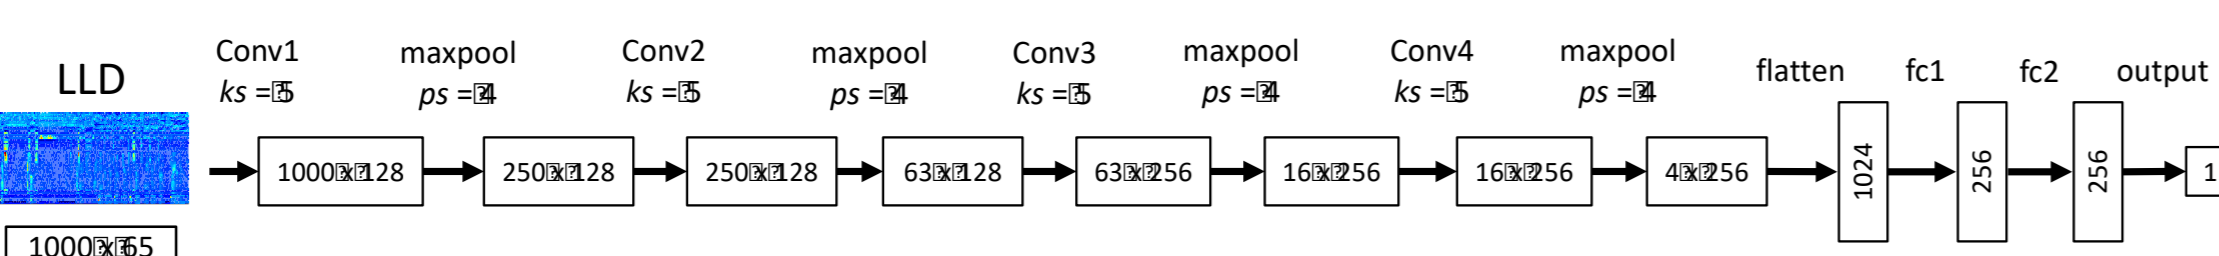 LLD
1000 x 65
Conv1
ks = 5
1000 x 128
maxpool
ps = 4
250 x 128
Conv2
ks = 5
250 x 128
maxpool
ps = 4
63 x 128
Conv3
ks = 5
63 x 256
maxpool
ps = 4
16 x 256
Conv4
ks = 5
16 x 256
maxpool
ps = 4
4 x 256
flatten
1024
fc1
256
fc2
256
output
1